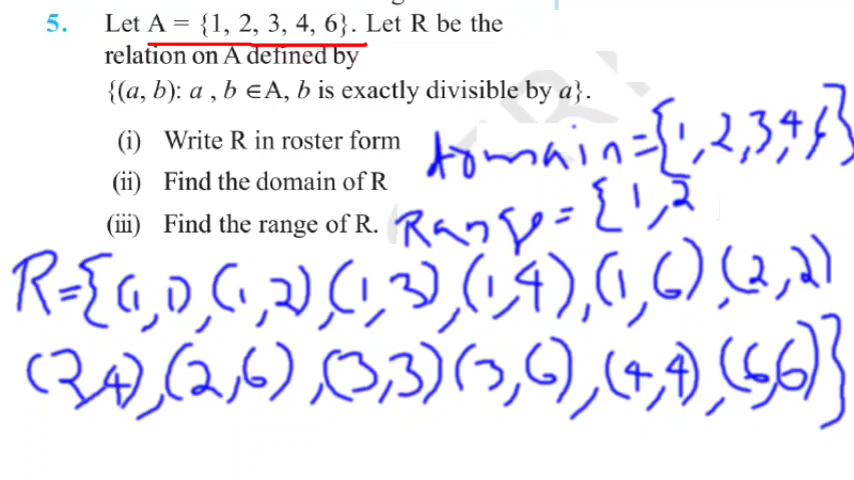 5. Let A = {1, 2, 3, 4, 6}. Let R be the
relation on A defined by
{(a, b): a , b ∈A, b is exactly divisible by a}.
(i) Write R in roster form
domain={1,2,3,4,6}
(ii) Find the domain of R
(iii) Find the range of R.
Range={1,2
R={(1,1),(1,2),(1,3),(1,4),(1,6),(2,2)
(2,4),(2,6),(3,3)(3,6),(4,4),(6,6)}